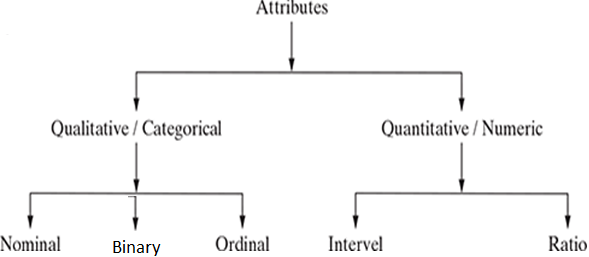 Attributes
Qualitative / Categorical
Quantitative / Numeric
Nominal
Binary
Ordinal
Intervel
Ratio